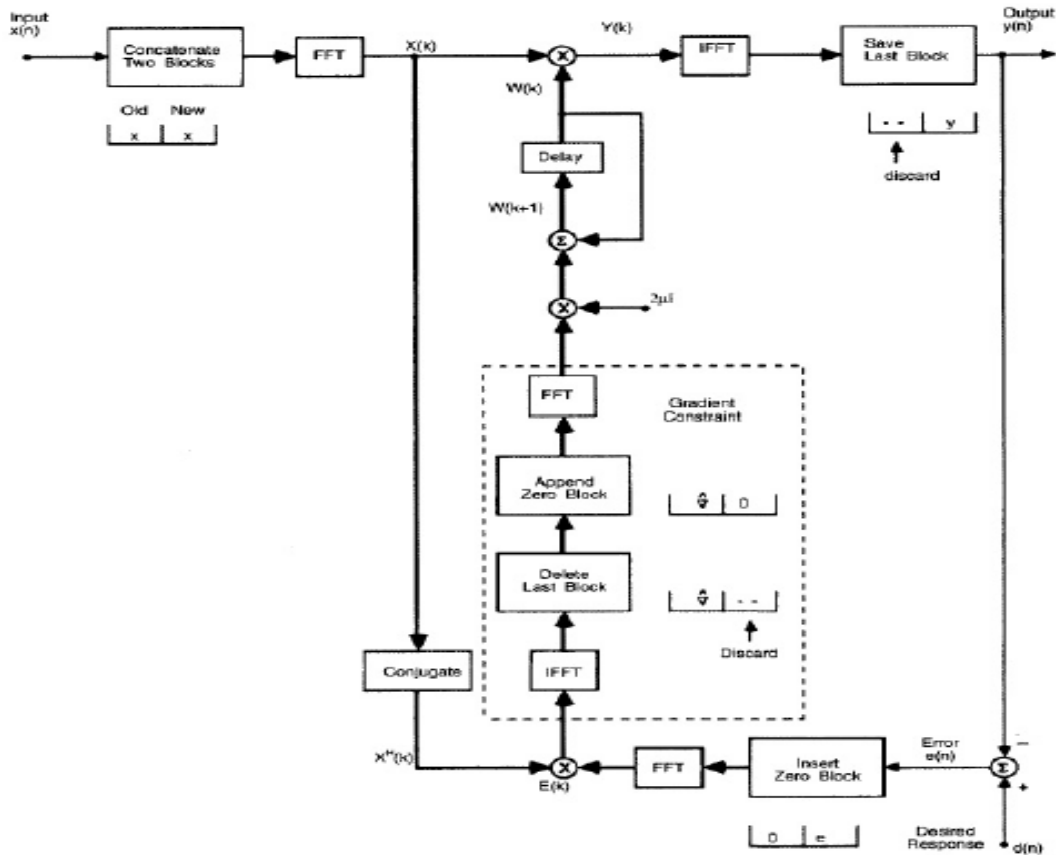 Input
x(n)
Concatenate
Two Blocks
FFT
X(k)
Y(k)
IFFT
Save
Last Block
Output
y(n)
Old New
x x
W(k)
- - y
discard
Delay
W(k+1)
Σ
X
2μI
FFT
Gradient
Constraint
Append
Zero Block
0
Delete
Last Block
- -
Discard
IFFT
Conjugate
X^H(k)
X
E(k)
FFT
Insert
Zero Block
Error
e(n)
−
Σ
+
0 e
Desired
Response
d(n)